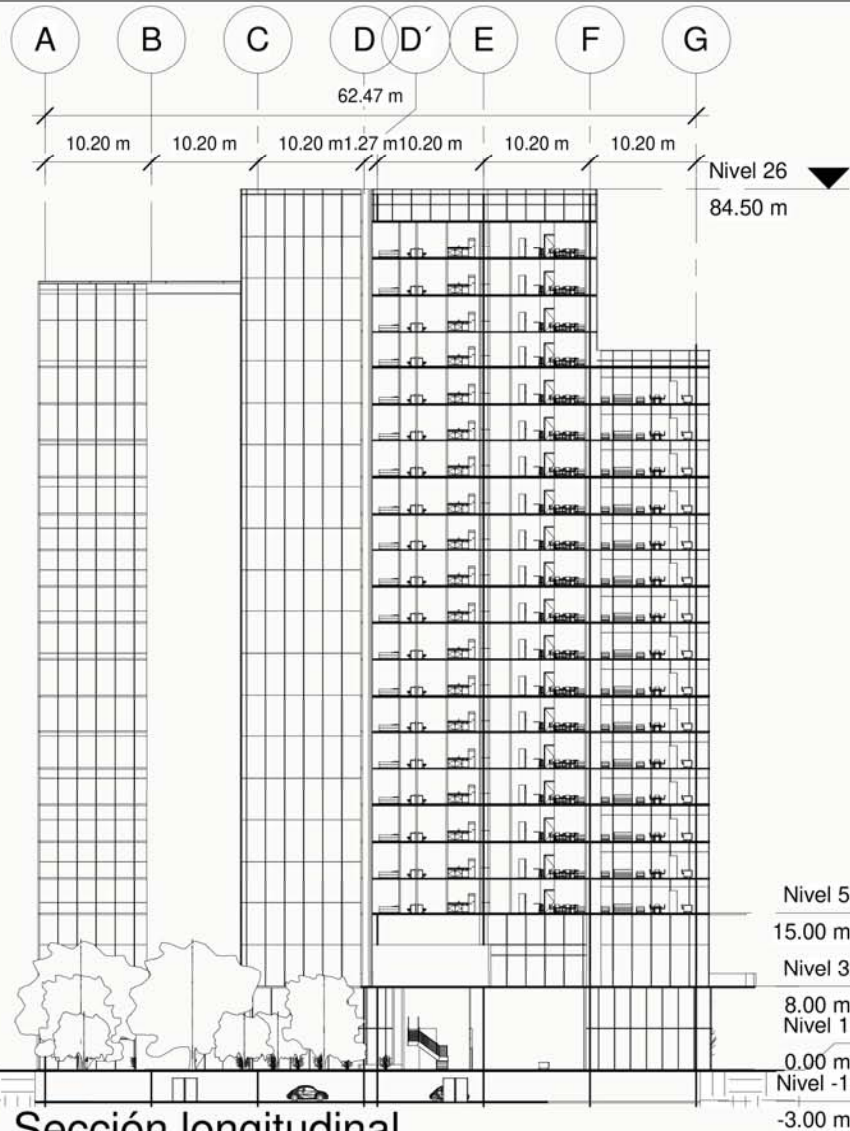 A B C D D´ E F G
62.47 m
10.20 m 10.20 m 10.20 m 1.27 m 10.20 m 10.20 m 10.20 m
Nivel 26
84.50 m
Nivel 5
15.00 m
Nivel 3
8.00 m
Nivel 1
0.00 m
Nivel -1
-3.00 m
Sección longitudinal